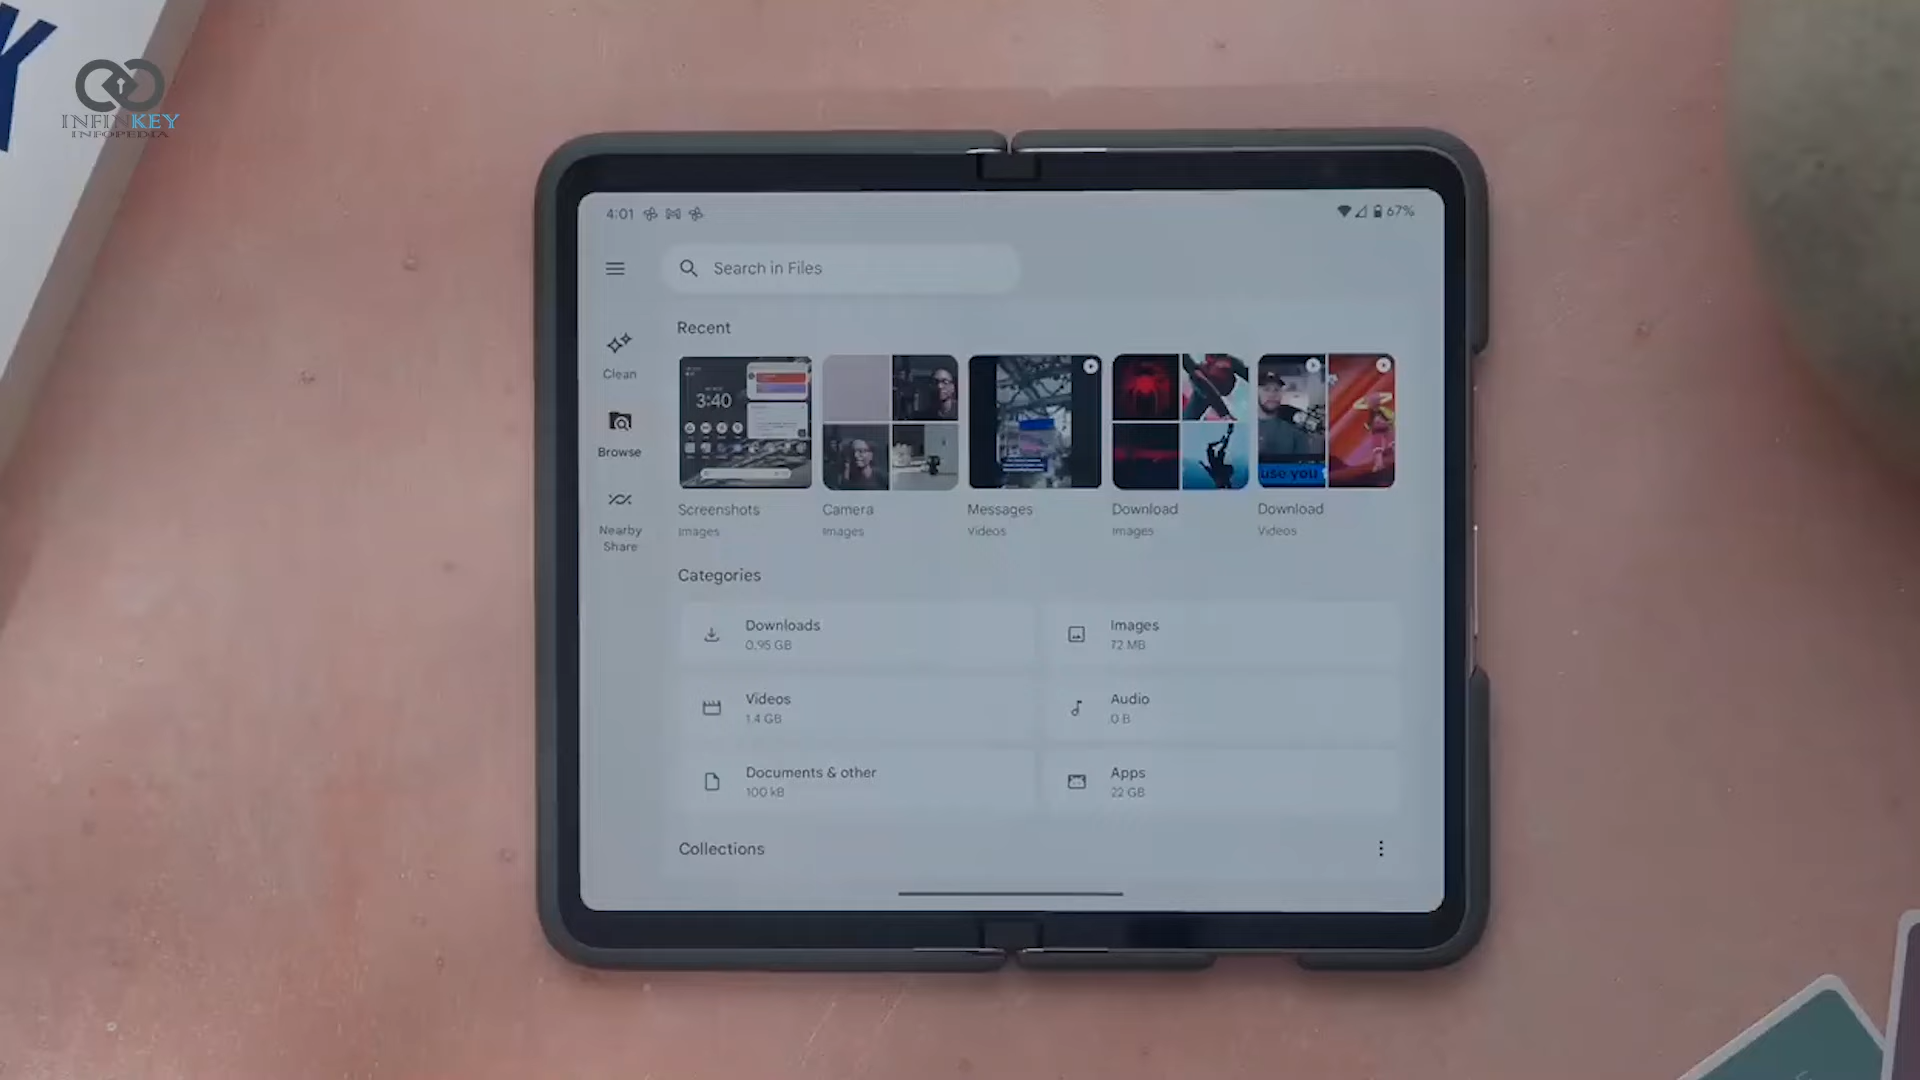 Y
INFINKEY
INFOPEDIA
4:01
67%
Search in Files
Recent
Clean
Browse
Nearby
Share
3:40
use you
Screenshots
Images
Camera
Images
Messages
Videos
Download
Images
Download
Videos
Categories
Downloads
0.95 GB
Images
72 MB
Videos
1.4 GB
Audio
0 B
Documents & other
100 kB
Apps
22 GB
Collections